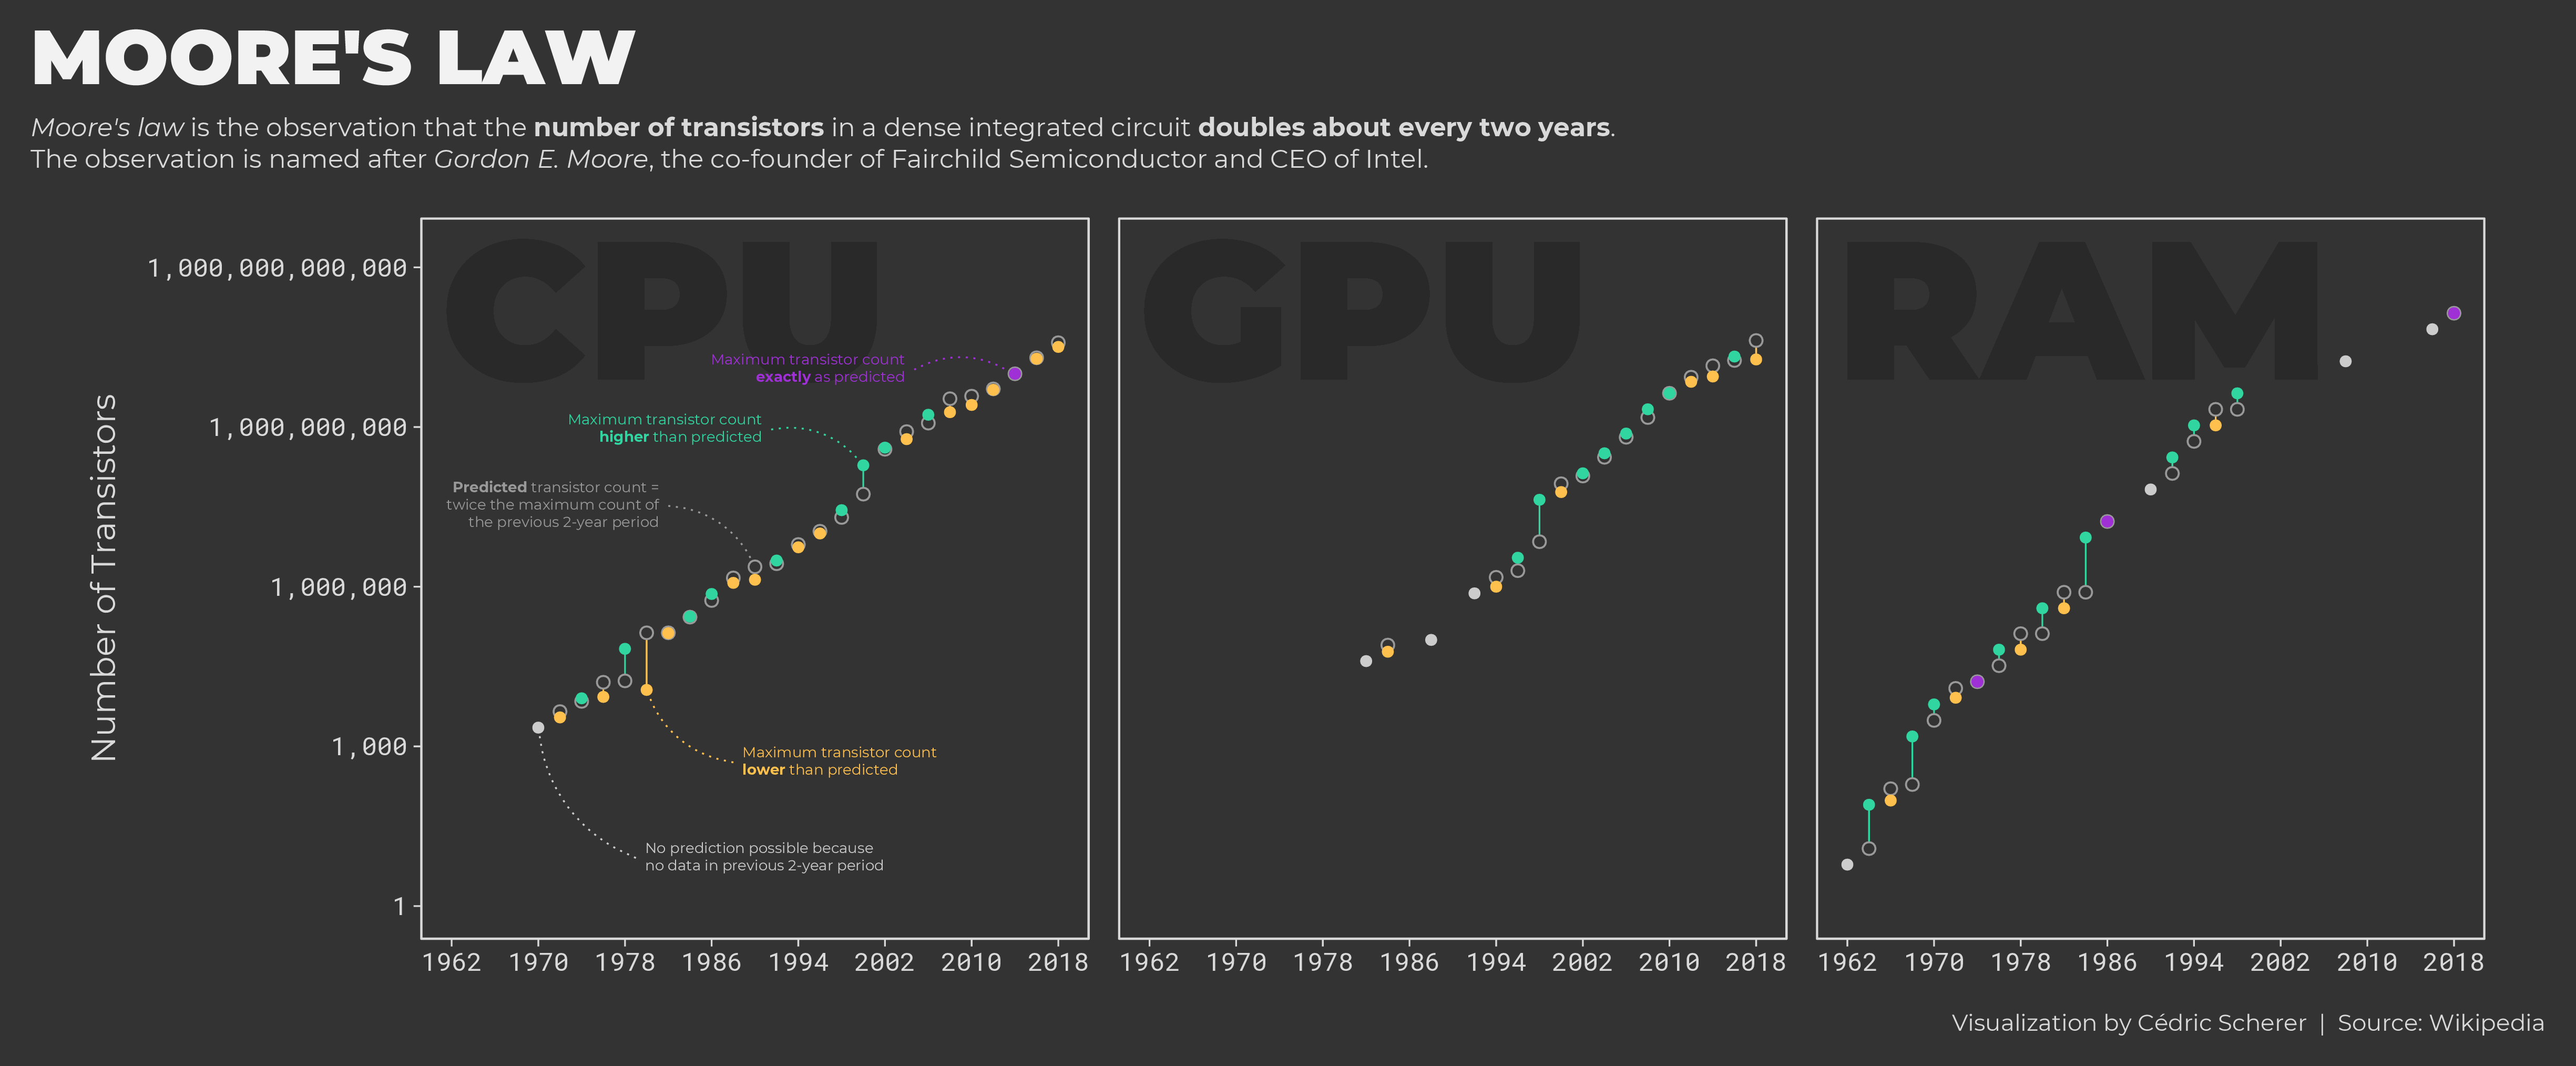 MOORE'S LAW
Moore's law is the observation that the number of transistors in a dense integrated circuit doubles about every two years.
The observation is named after Gordon E. Moore, the co-founder of Fairchild Semiconductor and CEO of Intel.
Number of Transistors
1,000,000,000,000
1,000,000,000
1,000,000
1,000
1
CPU
Maximum transistor count
exactly as predicted
Maximum transistor count
higher than predicted
Predicted transistor count =
twice the maximum count of
the previous 2-year period
Maximum transistor count
lower than predicted
No prediction possible because
no data in previous 2-year period
1962 1970 1978 1986 1994 2002 2010 2018
GPU
1962 1970 1978 1986 1994 2002 2010 2018
RAM
1962 1970 1978 1986 1994 2002 2010 2018
Visualization by Cédric Scherer | Source: Wikipedia